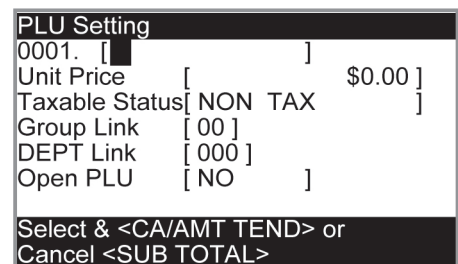 PLU Setting
0001. [ ]
Unit Price [ $0.00 ]
Taxable Status[ NON TAX ]
Group Link [ 00 ]
DEPT Link [ 000 ]
Open PLU [ NO ]
Select & <CA/AMT TEND> or
Cancel <SUB TOTAL>